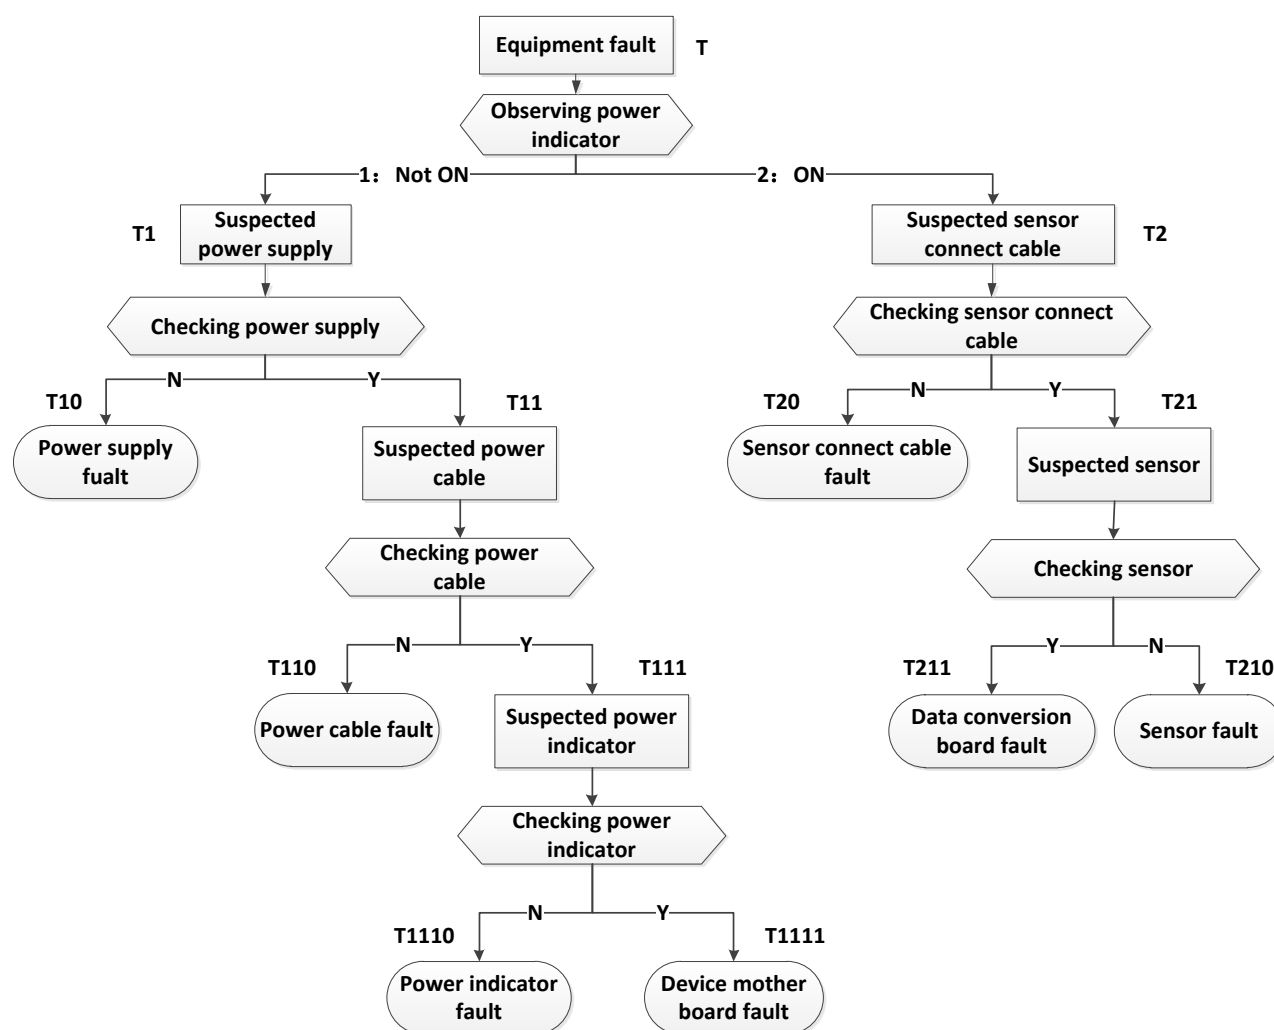 Equipment fault
T
Observing power
indicator
1： Not ON
2： ON
T1
Suspected
power supply
Suspected sensor
connect cable
T2
Checking power supply
Checking sensor connect
cable
N
Y
N
Y
T10
T11
T20
T21
Power supply
fualt
Suspected power
cable
Sensor connect cable
fault
Suspected sensor
Checking power
cable
Checking sensor
N
Y
Y
N
T110
T111
T211
T210
Power cable fault
Suspected power
indicator
Data conversion
board fault
Sensor fault
Checking power
indicator
N
Y
T1110
T1111
Power indicator
fault
Device mother
board fault